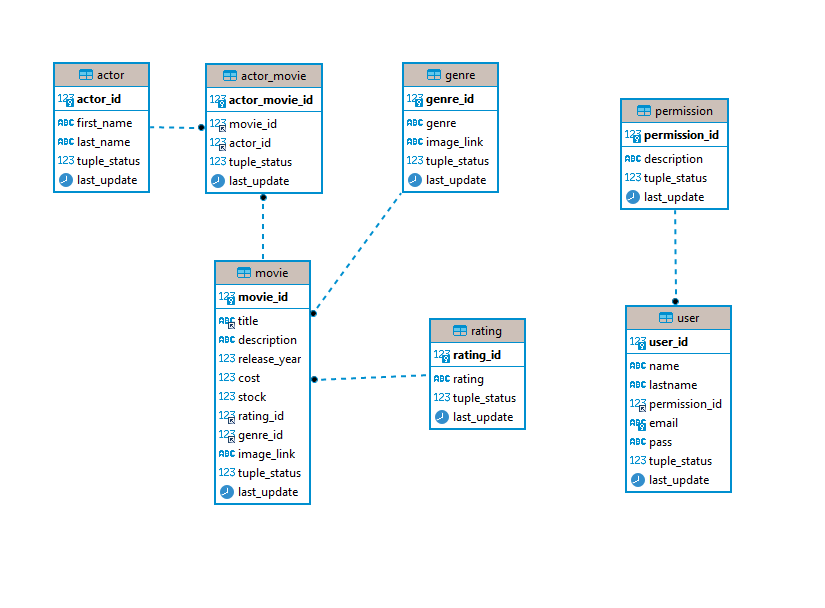 actor
123 actor_id
ABC first_name
ABC last_name
123 tuple_status
last_update
actor_movie
123 actor_movie_id
123 movie_id
123 actor_id
123 tuple_status
last_update
genre
123 genre_id
ABC genre
ABC image_link
123 tuple_status
last_update
permission
123 permission_id
ABC description
123 tuple_status
last_update
movie
123 movie_id
ABC title
ABC description
123 release_year
123 cost
123 stock
123 rating_id
123 genre_id
ABC image_link
123 tuple_status
last_update
rating
123 rating_id
ABC rating
123 tuple_status
last_update
user
123 user_id
ABC name
ABC lastname
123 permission_id
ABC email
ABC pass
123 tuple_status
last_update